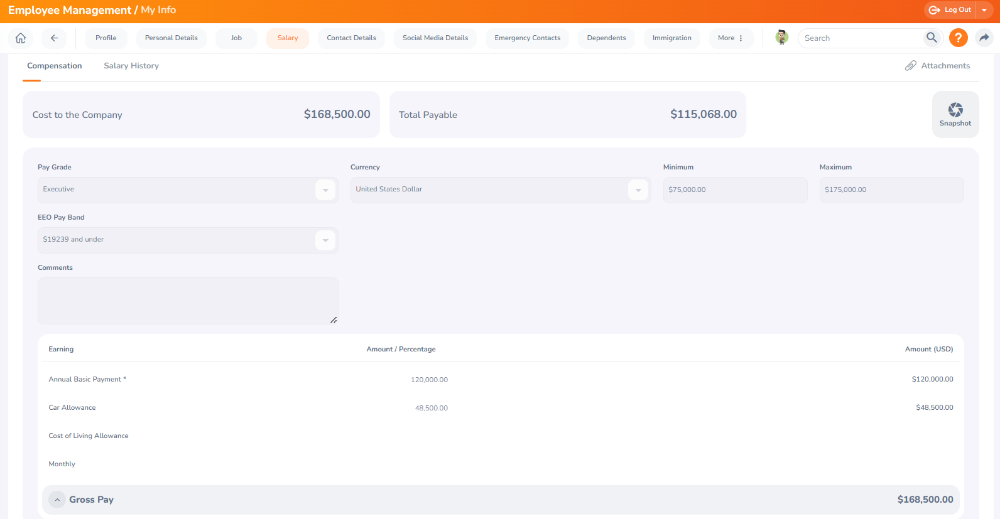 Employee Management / My Info
Log Out
Profile
Personal Details
Job
Salary
Contact Details
Social Media Details
Emergency Contacts
Dependents
Immigration
More
Search
?
Compensation
Salary History
Attachments
Cost to the Company $168,500.00
Total Payable $115,068.00
Snapshot
Pay Grade
Currency
Minimum
Maximum
Executive
United States Dollar
$75,000.00
$175,000.00
EEO Pay Band
$19239 and under
Comments
Earning Amount / Percentage Amount (USD)
Annual Basic Payment * 120,000.00 $120,000.00
Car Allowance 48,500.00 $48,500.00
Cost of Living Allowance
Monthly
Gross Pay $168,500.00